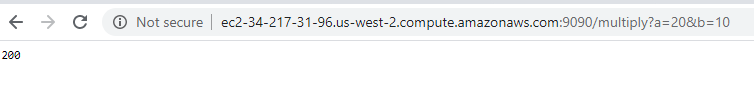 Not secure | ec2-34-217-31-96.us-west-2.compute.amazonaws.com:9090/multiply?a=20&b=10
200